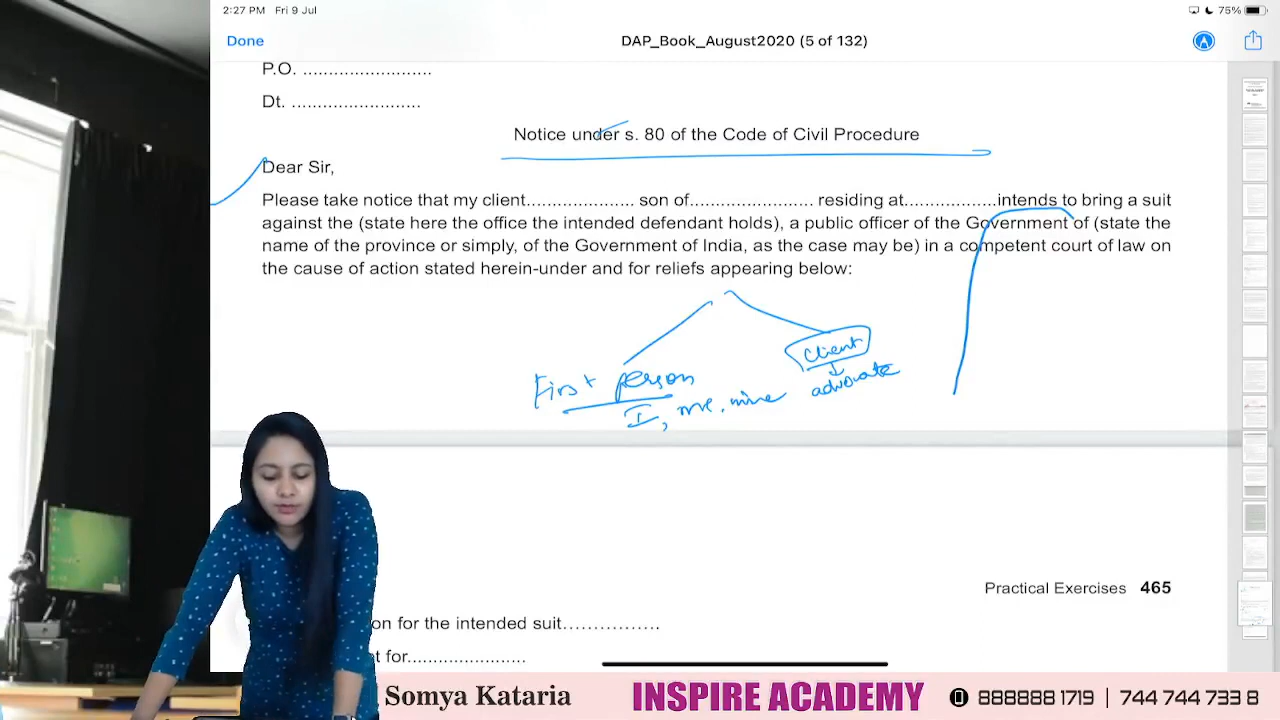 2:27 PM Fri 9 Jul
75%
Done
DAP_Book_August2020 (5 of 132)
P.O. .........................
Dt. .........................
Notice under s. 80 of the Code of Civil Procedure
Dear Sir,
Please take notice that my client..................... son of........................ residing at..................intends to bring a suit
against the (state here the office the intended defendant holds), a public officer of the Government of (state the
name of the province or simply, of the Government of India, as the case may be) in a competent court of law on
the cause of action stated herein-under and for reliefs appearing below:
First person
I, me, mine
Client
advocate
Practical Exercises 465
on for the intended suit...............
t for.......................
Somya Kataria
INSPIRE ACADEMY
888888 1719 | 744 744 733 8